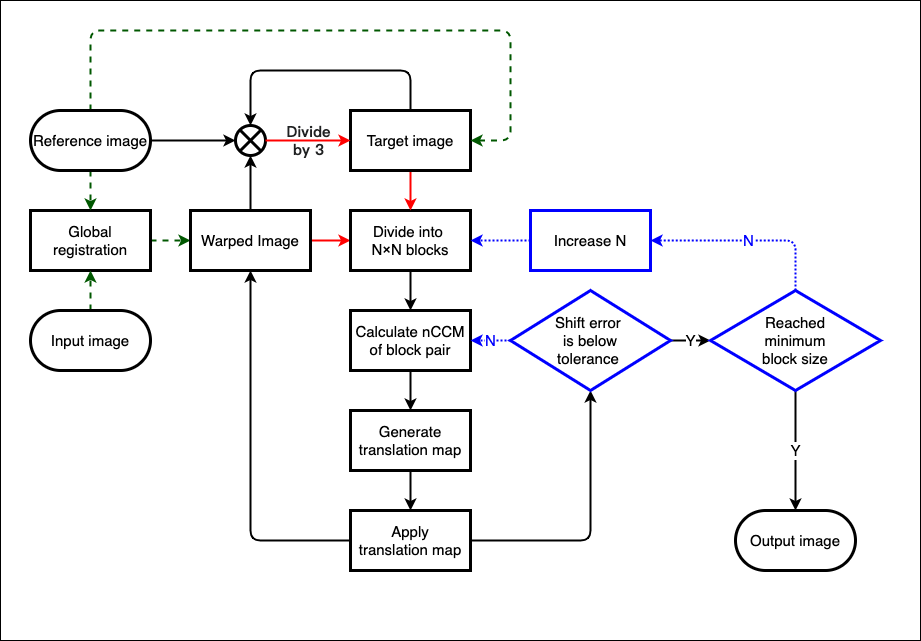 Divide
by 3
Reference image
Target image
Global
registration
Warped Image
Divide into
N×N blocks
Increase N
N
Input image
Calculate nCCM
of block pair
N
Shift error
is below
tolerance
Y
Reached
minimum
block size
Generate
translation map
Y
Apply
translation map
Output image